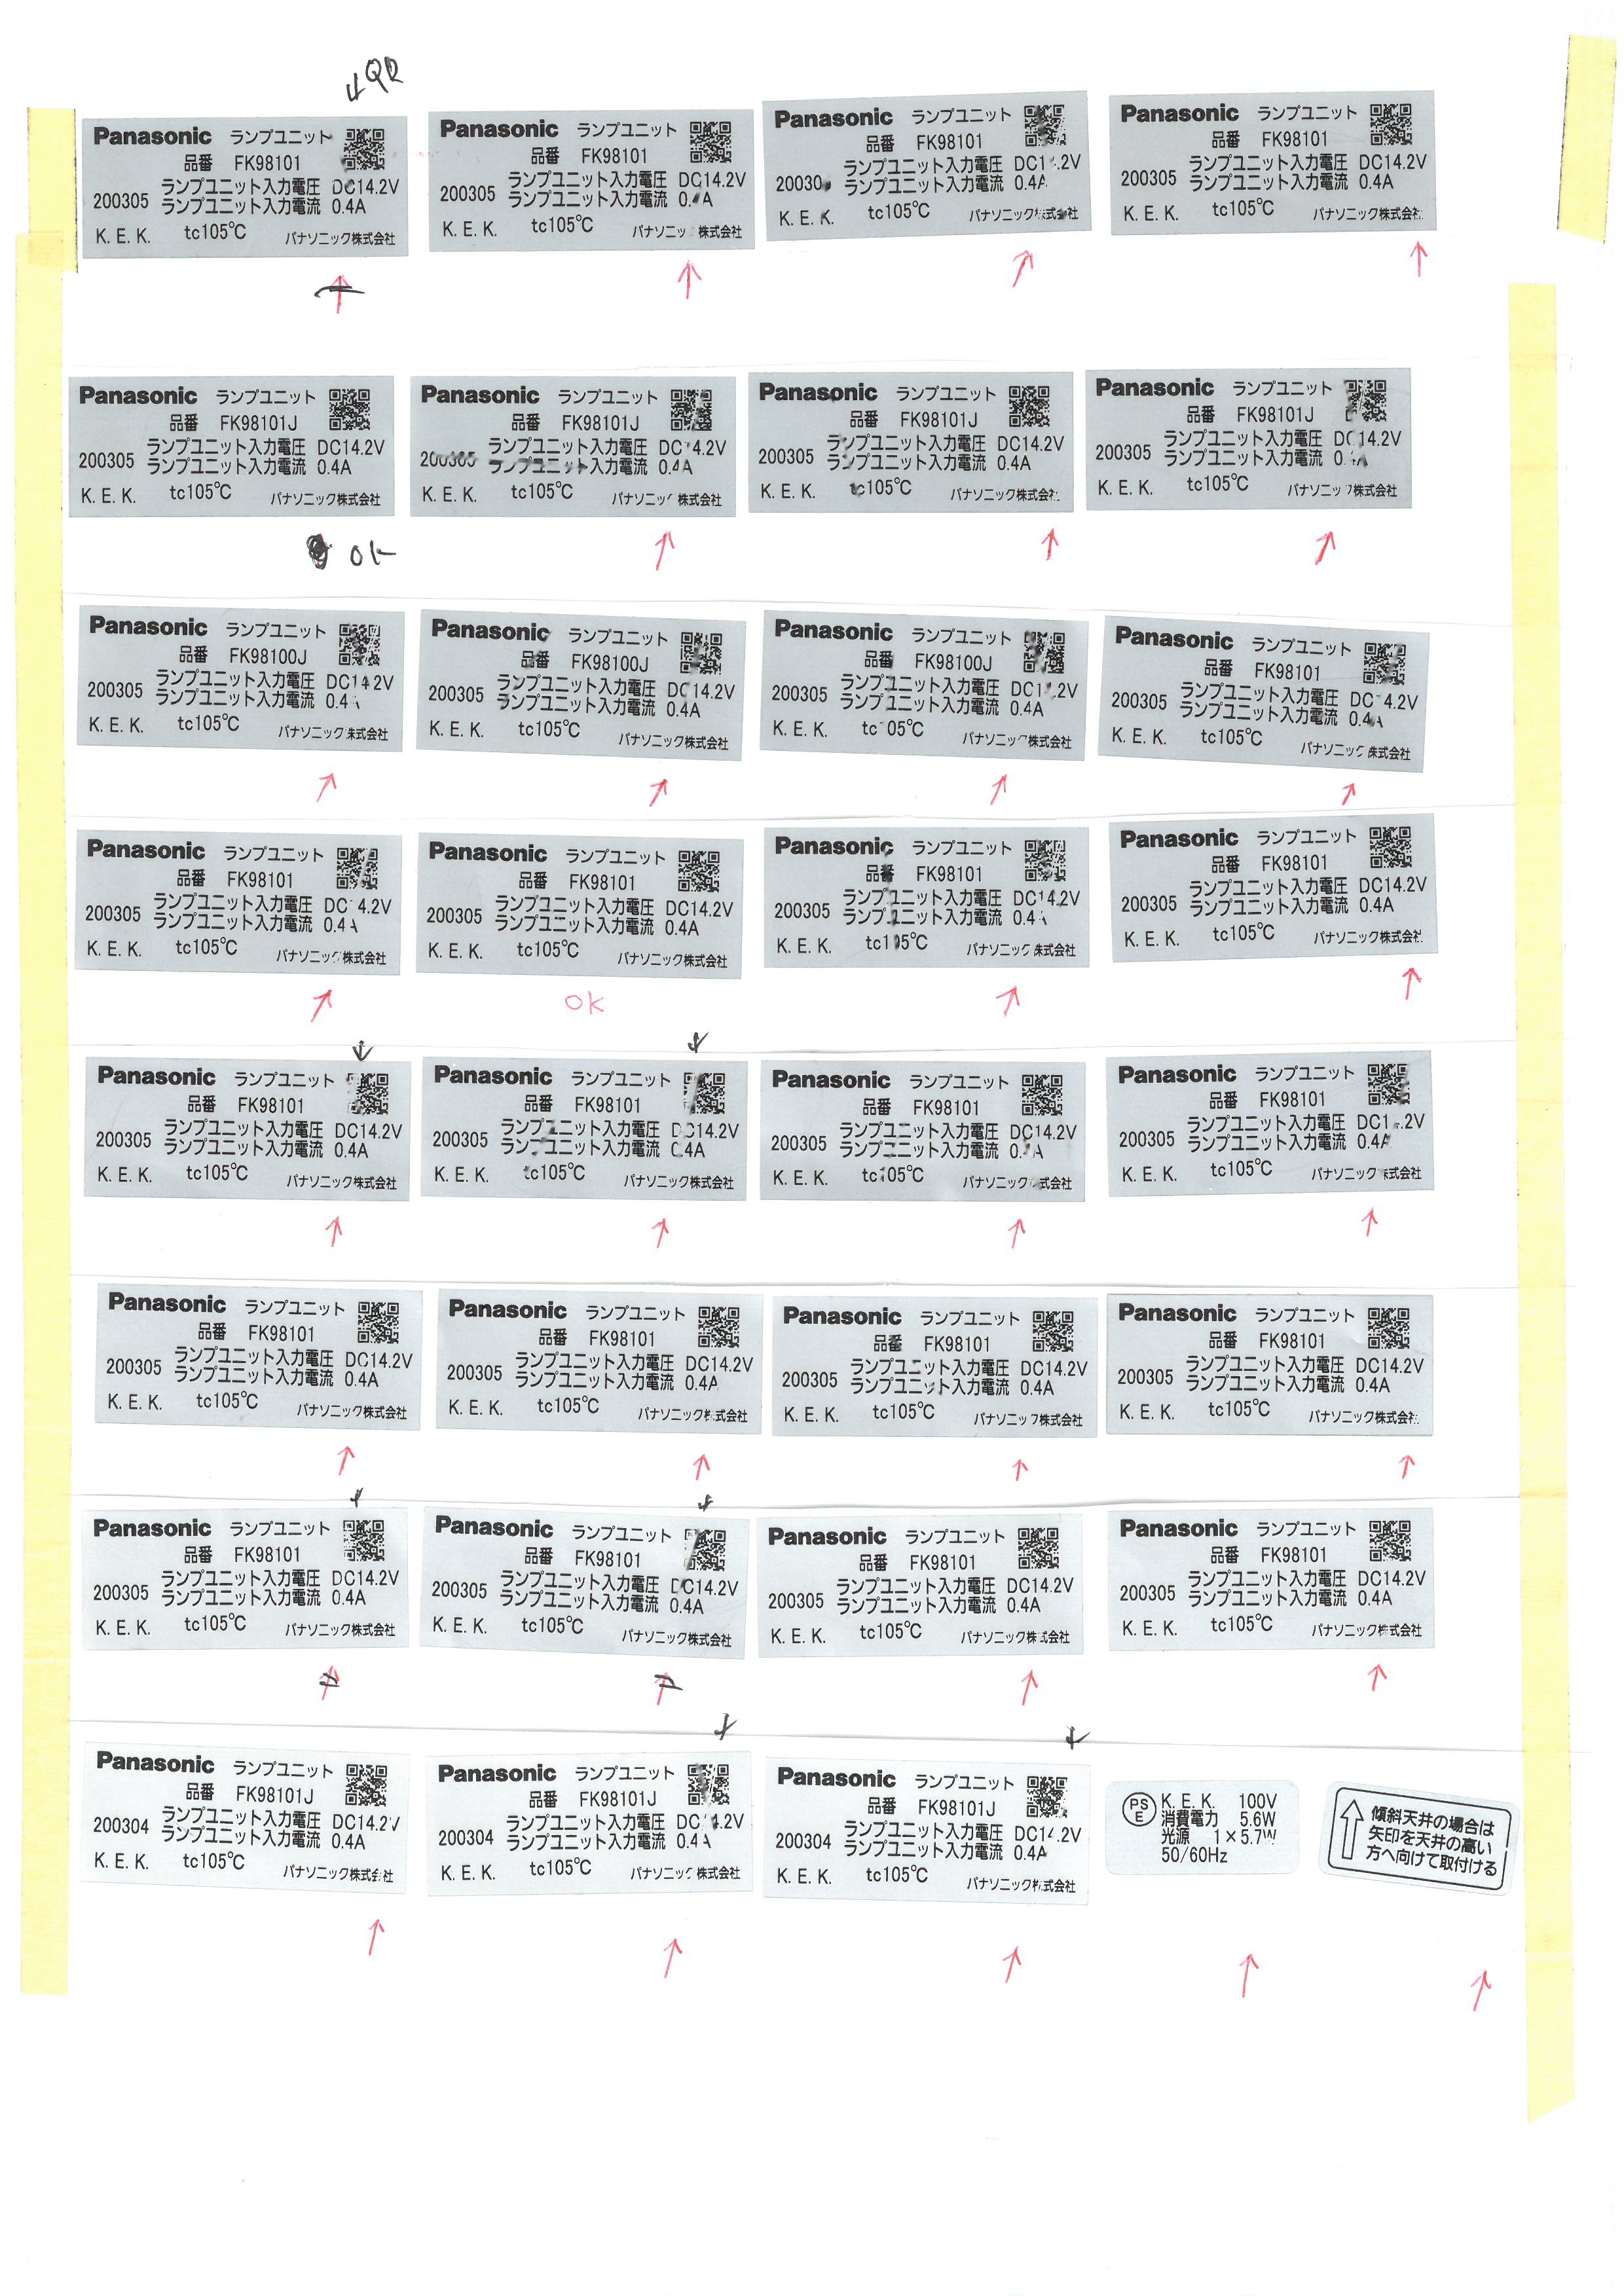 QR
Panasonic ランプユニット
品番 FK98101
ランプユニット入力電圧 DC14.2V
200305 ランプユニット入力電流 0.4A
K. E. K. tc105℃ パナソニック株式会社
Panasonic ランプユニット
品番 FK98101
ランプユニット入力電圧 DC14.2V
200305 ランプユニット入力電流 0. A
K. E. K. tc105℃ パナソニッ 株式会社
Panasonic ランプユニット
品番 FK98101
ランプユニット入力電圧 DC1 .2V
20030 ランプユニット入力電流 0.4A
K. E. K. tc105℃ パナソニック 式会社
Panasonic ランプユニット
品番 FK98101
ランプユニット入力電圧 DC14.2V
200305 ランプユニット入力電流 0.4A
K. E. K. tc105℃ パナソニック株式会社
Panasonic ランプユニット
品番 FK98101J
ランプユニット入力電圧 DC14.2V
200305 ランプユニット入力電流 0.4A
K. E. K. tc105℃ パナソニック株式会社
OK
Panasonic ランプユニット
品番 FK98101J
ランプユニット入力電圧 DC 4.2V
200305 ランプユニット入力電流 0.4A
K. E. K. tc105℃ パナソニッ 株式会社
Panasonic ランプユニット
品番 FK98101J
ランプユニット入力電圧 DC14.2V
200305 ランプユニット入力電流 0.4A
K. E. K. tc105℃ パナソニック株式会
Panasonic ランプユニット
品番 FK98101J
ランプユニット入力電圧 DC14.2V
200305 ランプユニット入力電流 0. A
K. E. K. tc105℃ パナソニッ 株式会社
Panasonic ランプユニット
品番 FK98100J
ランプユニット入力電圧 DC14.2V
200305 ランプユニット入力電流 0.4
K. E. K. tc105℃ パナソニック 式会社
Panasonic ランプユニット
品番 FK98100J
ランプユニット入力電圧 DC14.2V
200305 ランプユニット入力電流 0.4A
K. E. K. tc105℃ パナソニック株式会社
Panasonic ランプユニット
品番 FK98100J
ランプユニット入力電圧 DC1 .2V
200305 ランプユニット入力電流 0.4A
K. E. K. tc 05℃ パナソニック株式会社
Panasonic ランプユニット
品番 FK98101
ランプユニット入力電圧 DC 4.2V
200305 ランプユニット入力電流 0.4A
K. E. K. tc105℃ パナソニック 株式会社
Panasonic ランプユニット
品番 FK98101
ランプユニット入力電圧 DC 4.2V
200305 ランプユニット入力電流 0.4
K. E. K. tc105℃ パナソニッ 株式会社
Panasonic ランプユニット
品番 FK98101
ランプユニット入力電圧 DC14.2V
200305 ランプユニット入力電流 0.4A
K. E. K. tc105℃ パナソニック株式会社
OK
Panasonic ランプユニット
品番 FK98101
ランプユニット入力電圧 DC14.2V
200305 ランプユニット入力電流 0.4
K. E. K. tc105℃ パナソニック 株式会社
Panasonic ランプユニット
品番 FK98101
ランプユニット入力電圧 DC14.2V
200305 ランプユニット入力電流 0.4A
K. E. K. tc105℃ パナソニック株式会社
Panasonic ランプユニット
品番 FK98101
ランプユニット入力電圧 DC14.2V
200305 ランプユニット入力電流 0.4A
K. E. K. tc105℃ パナソニック株式会社
Panasonic ランプユニット
品番 FK98101
ランプユニット入力電圧 DC14.2V
200305 ランプユニット入力電流 0.4A
K. E. K. tc105℃ パナソニック株式会社
Panasonic ランプユニット
品番 FK98101
ランプユニット入力電圧 DC14.2V
200305 ランプユニット入力電流 0. A
K. E. K. tc105℃ パナソニック 株式会社
Panasonic ランプユニット
品番 FK98101
ランプユニット入力電圧 DC1 .2V
200305 ランプユニット入力電流 0.4A
K. E. K. tc105℃ パナソニック 式会社
Panasonic ランプユニット
品番 FK98101
ランプユニット入力電圧 DC14.2V
200305 ランプユニット入力電流 0.4A
K. E. K. tc105℃ パナソニック株式会社
Panasonic ランプユニット
品番 FK98101
ランプユニット入力電圧 DC14.2V
200305 ランプユニット入力電流 0.4A
K. E. K. tc105℃ パナソニック株式会社
Panasonic ランプユニット
品番 FK98101
ランプユニット入力電圧 DC14.2V
200305 ランプユニット入力電流 0.4A
K. E. K. tc105℃ パナソニック株式会社
Panasonic ランプユニット
品番 FK98101
ランプユニット入力電圧 DC14.2V
200305 ランプユニット入力電流 0.4A
K. E. K. tc105℃ パナソニック株式会社
Panasonic ランプユニット
品番 FK98101
ランプユニット入力電圧 DC14.2V
200305 ランプユニット入力電流 0.4A
K. E. K. tc105℃ パナソニック株式会社
Panasonic ランプユニット
品番 FK98101
ランプユニット入力電圧 DC14.2V
200305 ランプユニット入力電流 0.4A
K. E. K. tc105℃ パナソニック株式会社
Panasonic ランプユニット
品番 FK98101
ランプユニット入力電圧 DC14.2V
200305 ランプユニット入力電流 0.4A
K. E. K. tc105℃ パナソニック株式会社
Panasonic ランプユニット
品番 FK98101
ランプユニット入力電圧 DC14.2V
200305 ランプユニット入力電流 0.4A
K. E. K. tc105℃ パナソニック株式会社
Panasonic ランプユニット
品番 FK98101J
ランプユニット入力電圧 DC14.2V
200304 ランプユニット入力電流 0.4A
K. E. K. tc105℃ パナソニック株式会社
Panasonic ランプユニット
品番 FK98101J
ランプユニット入力電圧 DC14.2V
200304 ランプユニット入力電流 0.4A
K. E. K. tc105℃ パナソニック株式会社
Panasonic ランプユニット
品番 FK98101J
ランプユニット入力電圧 DC14.2V
200304 ランプユニット入力電流 0.4A
K. E. K. tc105℃ パナソニック株式会社
PS
E
K. E. K. 100V
消費電力 5.6W
光源 1×5.7W
50/60Hz
傾斜天井の場合は
矢印を天井の高い
方へ向けて取付ける